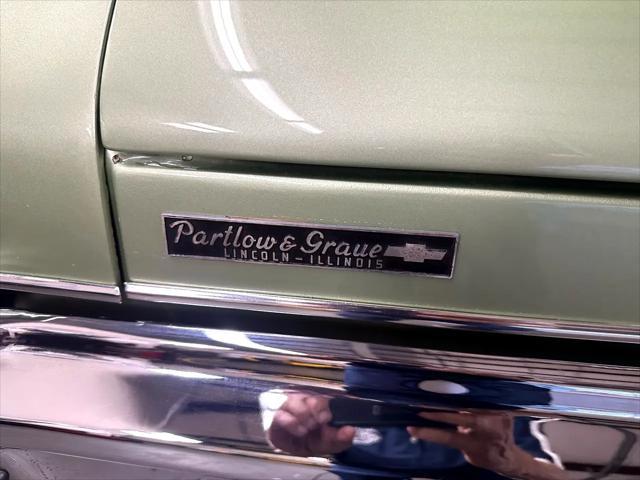 Partlow & Graue
LINCOLN - ILLINOIS